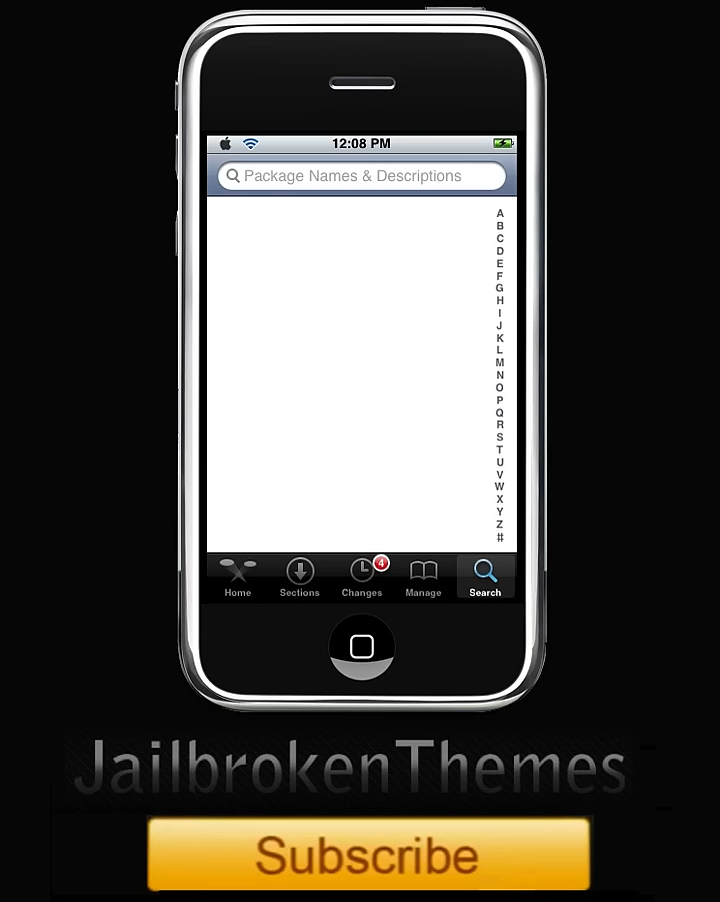 12:08 PM
Package Names & Descriptions
A
B
C
D
E
F
G
H
I
J
K
L
M
N
O
P
Q
R
S
T
U
V
W
X
Y
Z
#
4
Home Sections Changes Manage Search
JailbrokenThemes
Subscribe